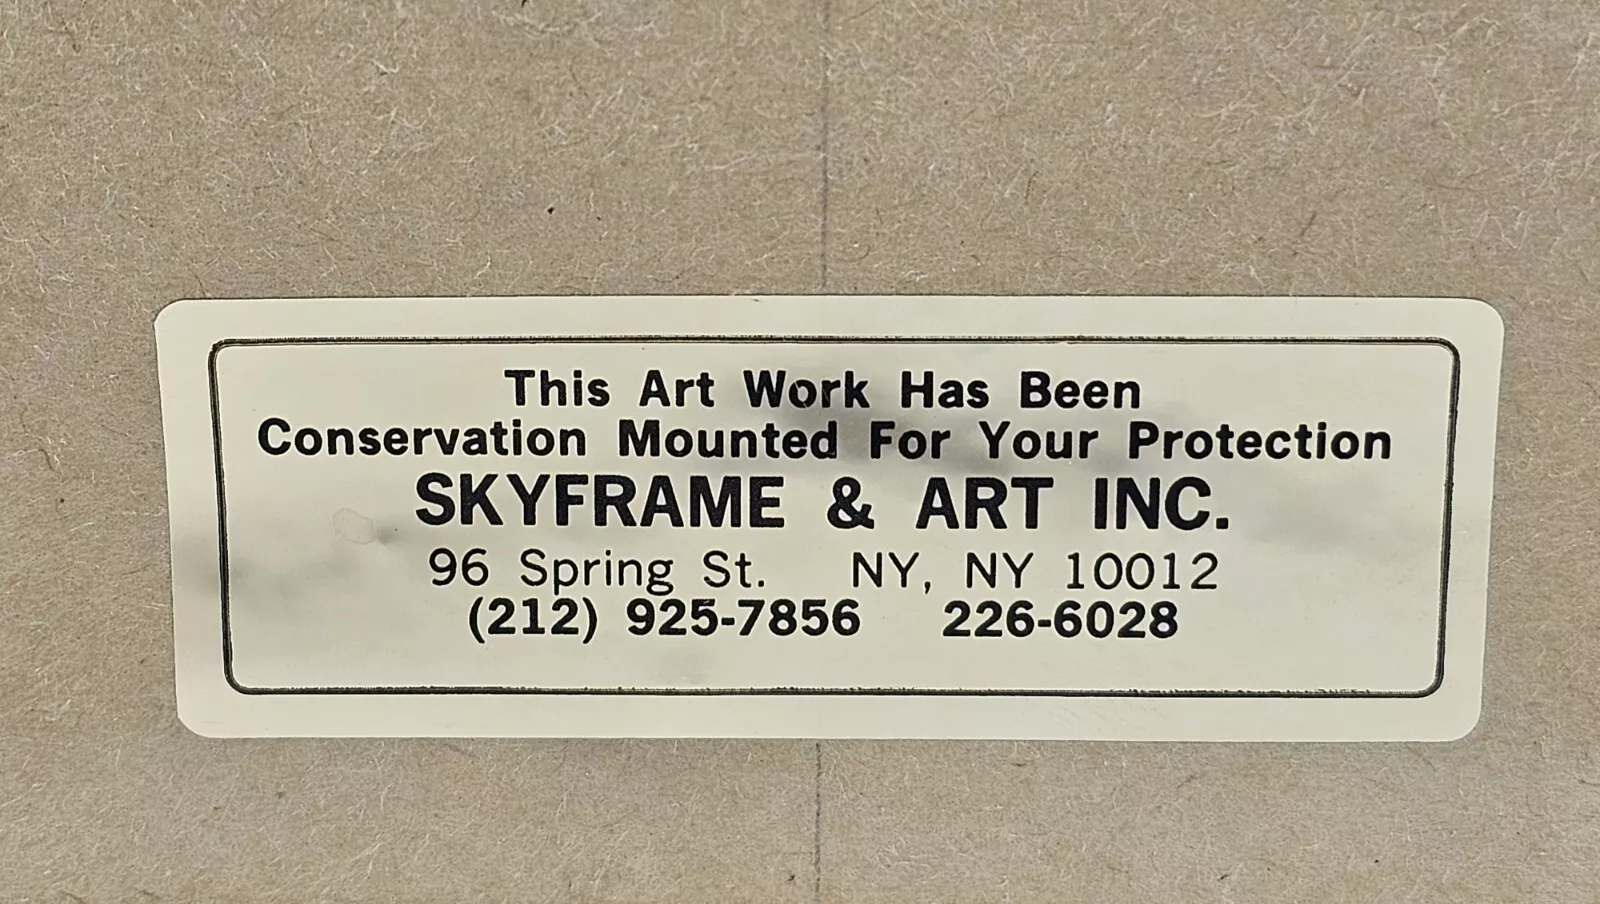 This Art Work Has Been
Conservation Mounted For Your Protection
SKYFRAME & ART INC.
96 Spring St. NY, NY 10012
(212) 925-7856 226-6028